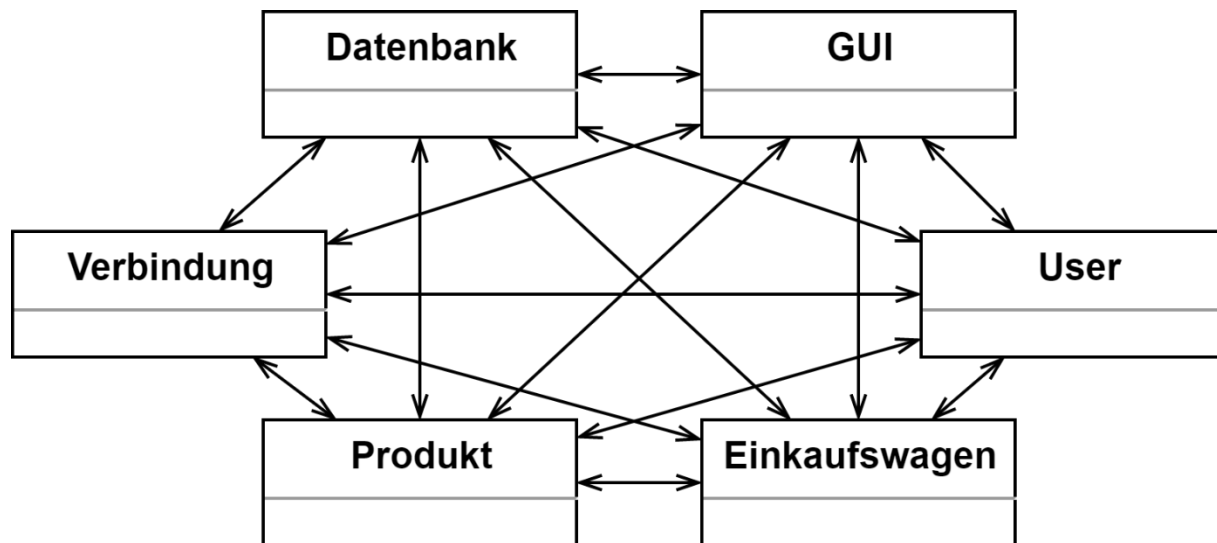 Datenbank
GUI
Verbindung
User
Produkt
Einkaufswagen